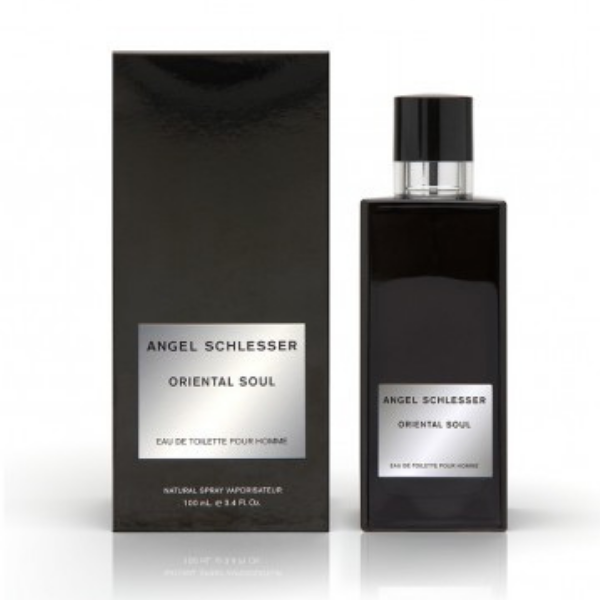 ANGEL SCHLESSER
ORIENTAL SOUL
EAU DE TOILETTE POUR HOMME
NATURAL SPRAY VAPORISATEUR
100 mL e 3.4 Fl. Oz.
ANGEL SCHLESSER
ORIENTAL SOUL
EAU DE TOILETTE POUR HOMME